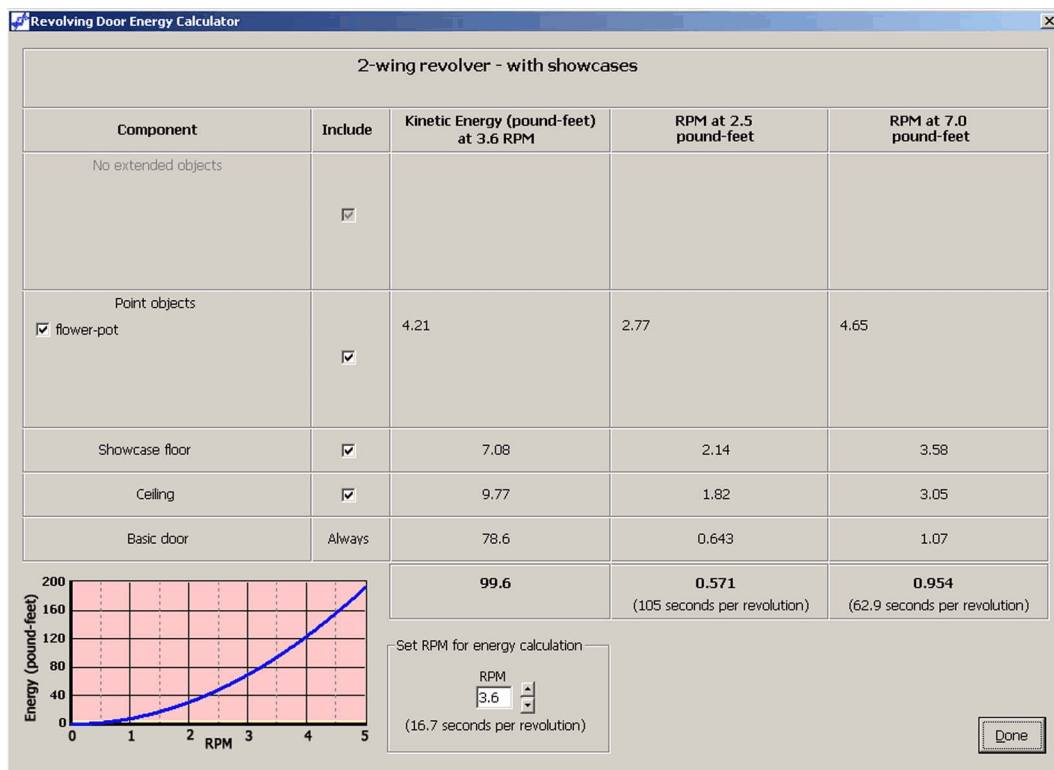 Revolving Door Energy Calculator
2-wing revolver - with showcases
Component
Include
Kinetic Energy (pound-feet)
at 3.6 RPM
RPM at 2.5
pound-feet
RPM at 7.0
pound-feet
No extended objects
Point objects
flower-pot
4.21
2.77
4.65
Showcase floor
7.08
2.14
3.58
Ceiling
9.77
1.82
3.05
Basic door
Always
78.6
0.643
1.07
99.6
0.571
(105 seconds per revolution)
0.954
(62.9 seconds per revolution)
Energy (pound-feet)
200
160
120
80
40
0
0 1 2 3 4 5
RPM
Set RPM for energy calculation
RPM
3.6
(16.7 seconds per revolution)
Done